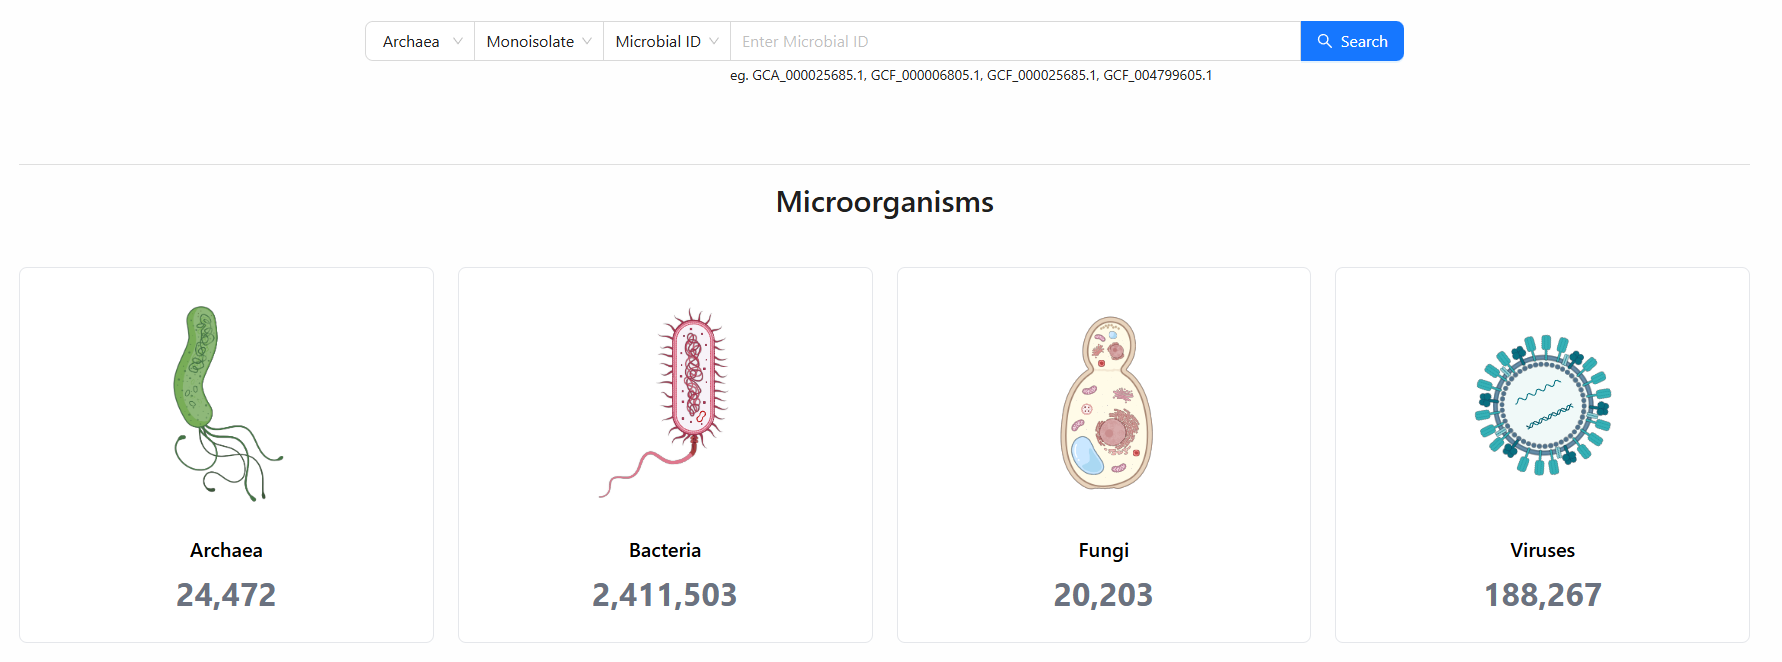 Archaea Monoisolate Microbial ID Enter Microbial ID Search
eg. GCA_000025685.1, GCF_000006805.1, GCF_000025685.1, GCF_004799605.1
Microorganisms
Archaea
24,472
Bacteria
2,411,503
Fungi
20,203
Viruses
188,267